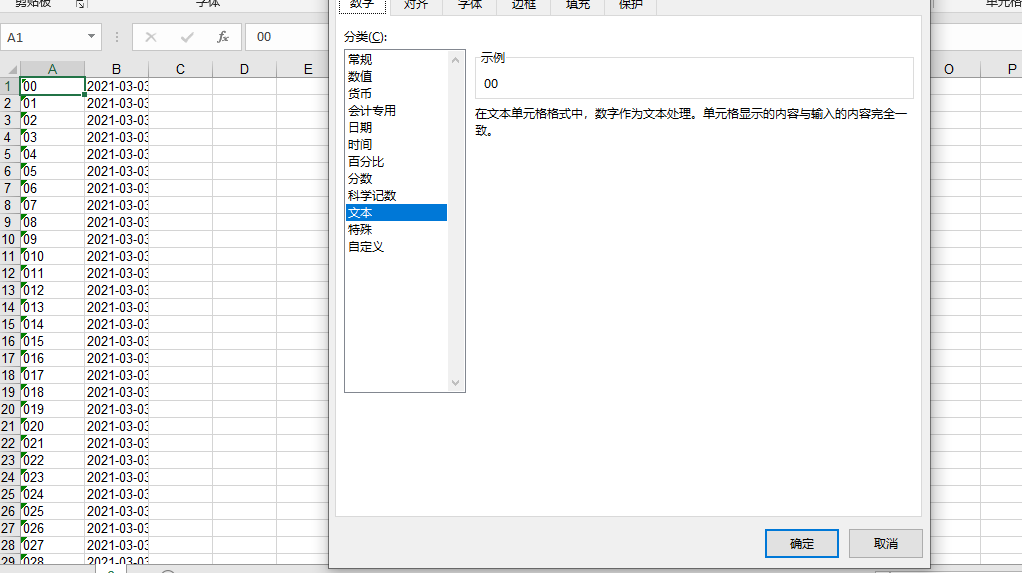 剪贴板 字体 单元格
A1 fx 00
A B C D E O P
1 00 2021-03-03
2 01 2021-03-03
3 02 2021-03-03
4 03 2021-03-03
5 04 2021-03-03
6 05 2021-03-03
7 06 2021-03-03
8 07 2021-03-03
9 08 2021-03-03
10 09 2021-03-03
11 010 2021-03-03
12 011 2021-03-03
13 012 2021-03-03
14 013 2021-03-03
15 014 2021-03-03
16 015 2021-03-03
17 016 2021-03-03
18 017 2021-03-03
19 018 2021-03-03
20 019 2021-03-03
21 020 2021-03-03
22 021 2021-03-03
23 022 2021-03-03
24 023 2021-03-03
25 024 2021-03-03
26 025 2021-03-03
27 026 2021-03-03
28 027 2021-03-03
29 028 2021-03-03
数字 对齐 字体 边框 填充 保护
分类(C):
常规
数值
货币
会计专用
日期
时间
百分比
分数
科学记数
文本
特殊
自定义
示例
00
在文本单元格格式中，数字作为文本处理。单元格显示的内容与输入的内容完全一
致。
确定 取消